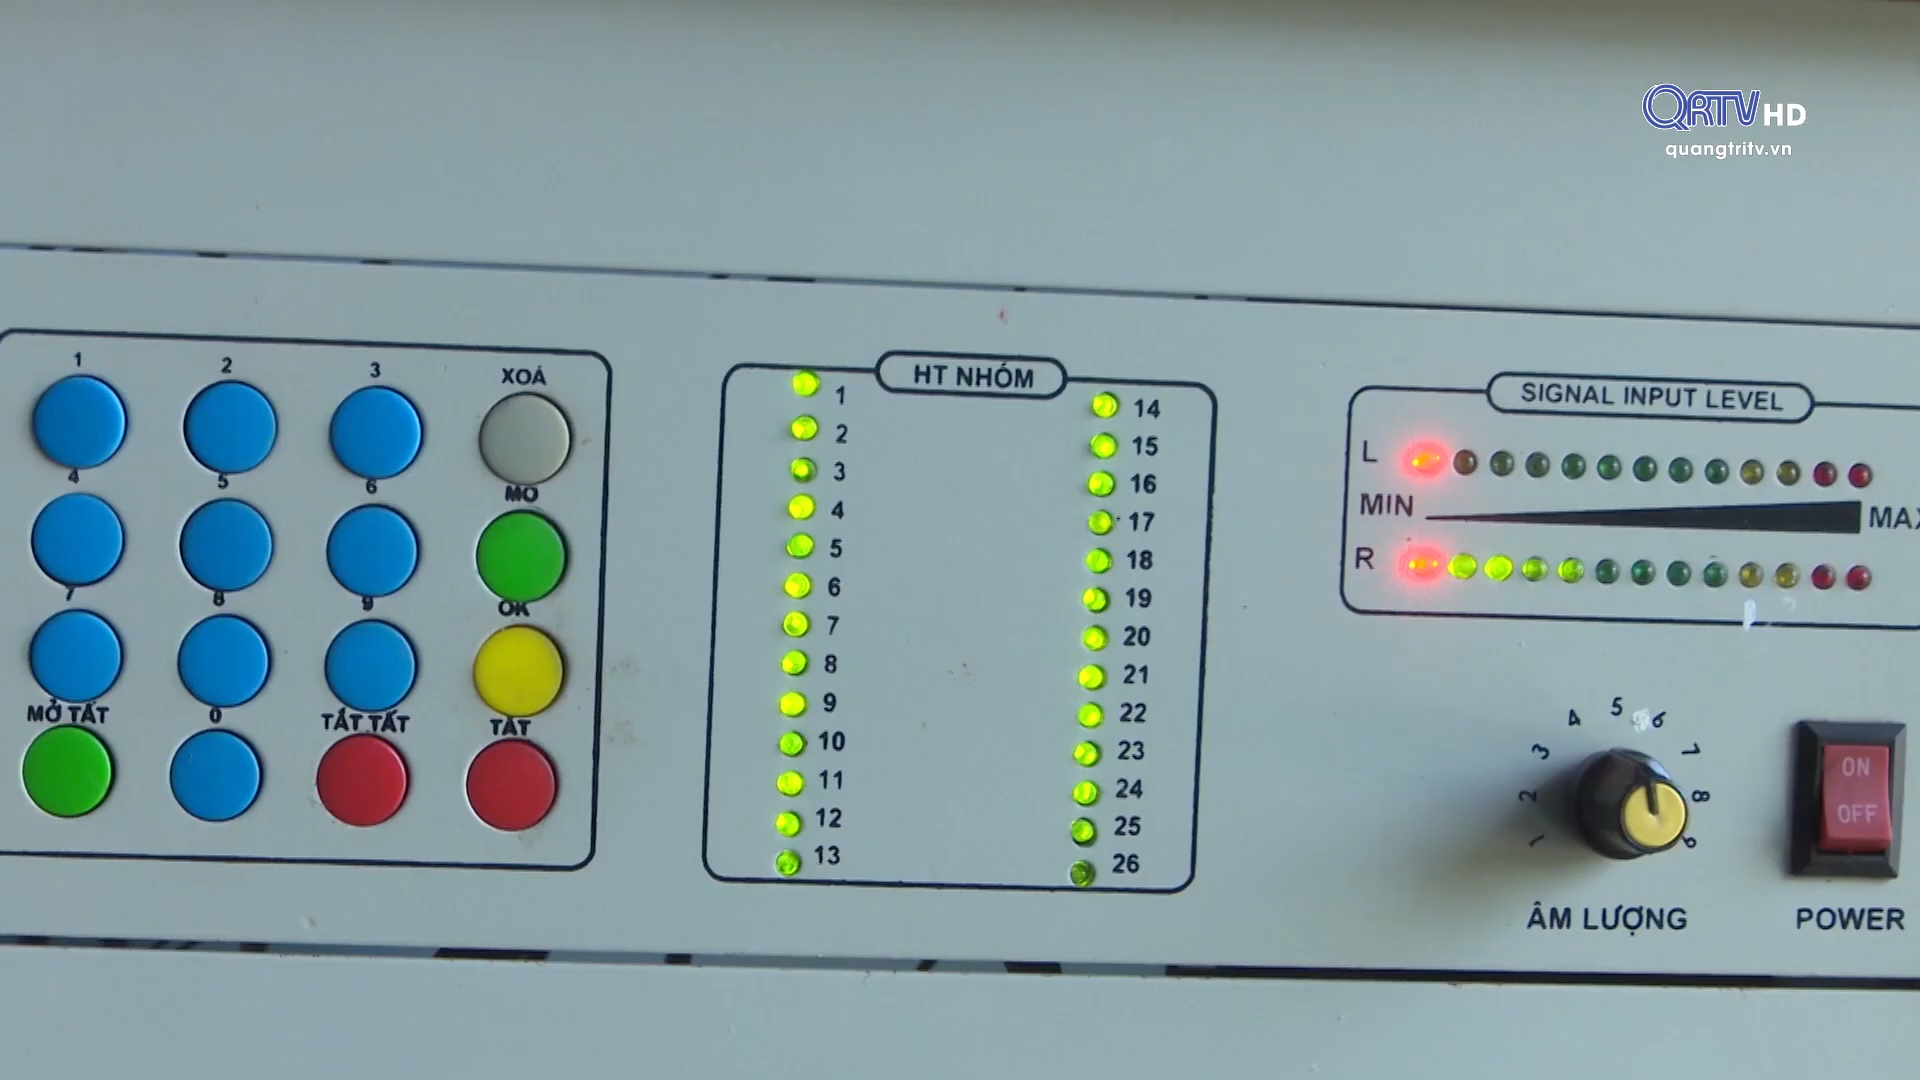 QRTV HD
quangtritv.vn
1 2 3 XOÁ
4 5 6 MỞ
7 8 9 OK
MỞ TẤT 0 TẮT TẤT TẮT
HT NHÓM
1 14
2 15
3 16
4 17
5 18
6 19
7 20
8 21
9 22
10 23
11 24
12 25
13 26
SIGNAL INPUT LEVEL
L
MIN MAX
R
1 2 3 4 5 6 7 8 9
ÂM LƯỢNG
ON
OFF
POWER